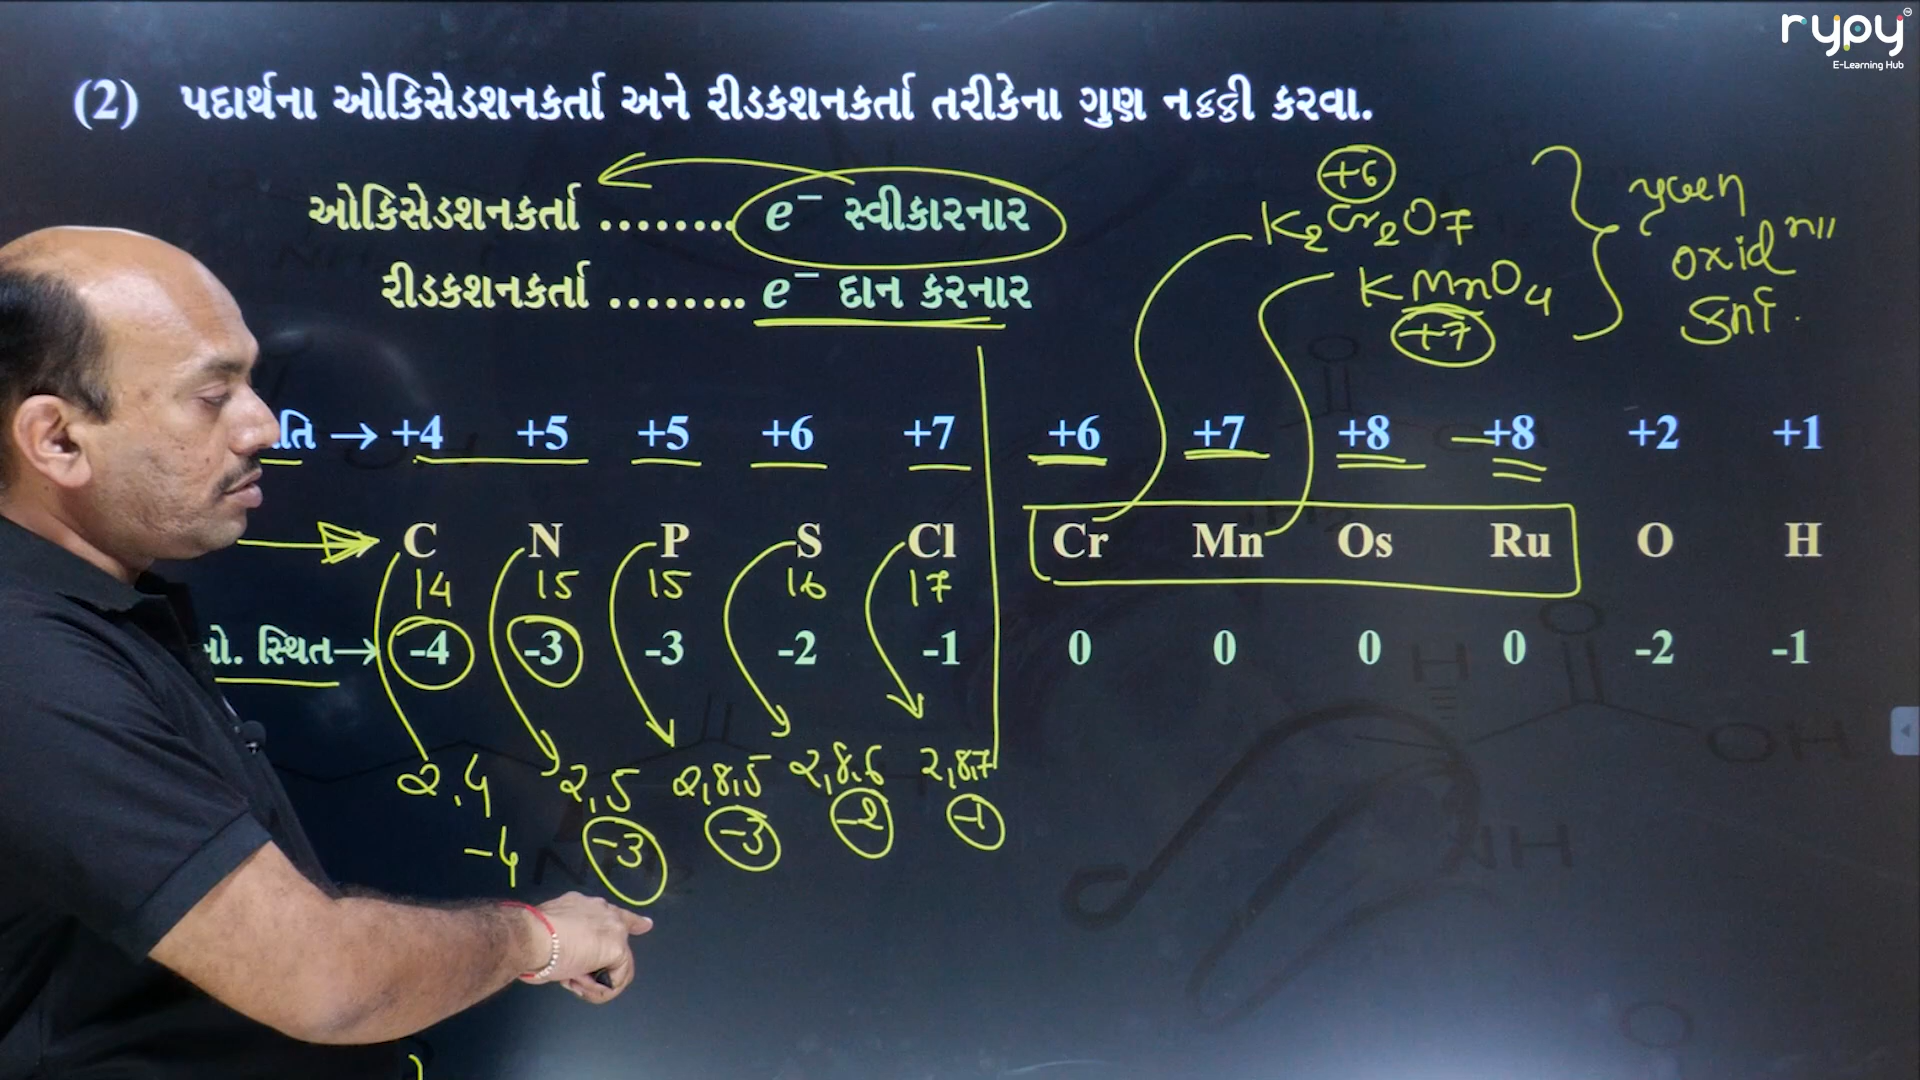 rypy
E-Learning Hub
(2) પદાર્થના ઓક્સિડેશનકર્તા અને રીડક્શનકર્તા તરીકેના ગુણ નક્કી કરવા.
ઓક્સિડેશનકર્તા ........ e⁻ સ્વીકારનાર
રીડક્શનકર્તા ........ e⁻ દાન કરનાર
+6
K₂Cr₂O7
KMnO₄
+7
oxid
→ +4 +5 +5 +6 +7 +6 +7 +8 +8 +2 +1
C N P S Cl Cr Mn Os Ru O H
14 15 15 16 17
ઓ. સ્થિત→ -4 -3 -3 -2 -1 0 0 0 0 -2 -1
2,4 2,5 2,8,5 2,8,6 2,8,7
-4 -3 -3 -2 -1